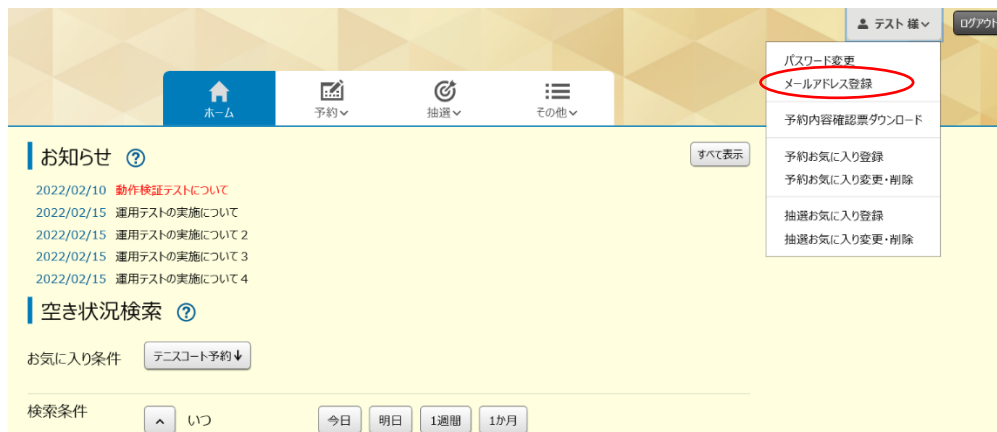 テスト 様
ログアウト
パスワード変更
メールアドレス登録
予約内容確認票ダウンロード
予約お気に入り登録
予約お気に入り変更・削除
抽選お気に入り登録
抽選お気に入り変更・削除
ホーム
予約
抽選
その他
お知らせ ?
すべて表示
2022/02/10 動作検証テストについて
2022/02/15 運用テストの実施について
2022/02/15 運用テストの実施について2
2022/02/15 運用テストの実施について3
2022/02/15 運用テストの実施について4
空き状況検索 ?
お気に入り条件 テニスコート予約↓
検索条件 いつ 今日 明日 1週間 1か月